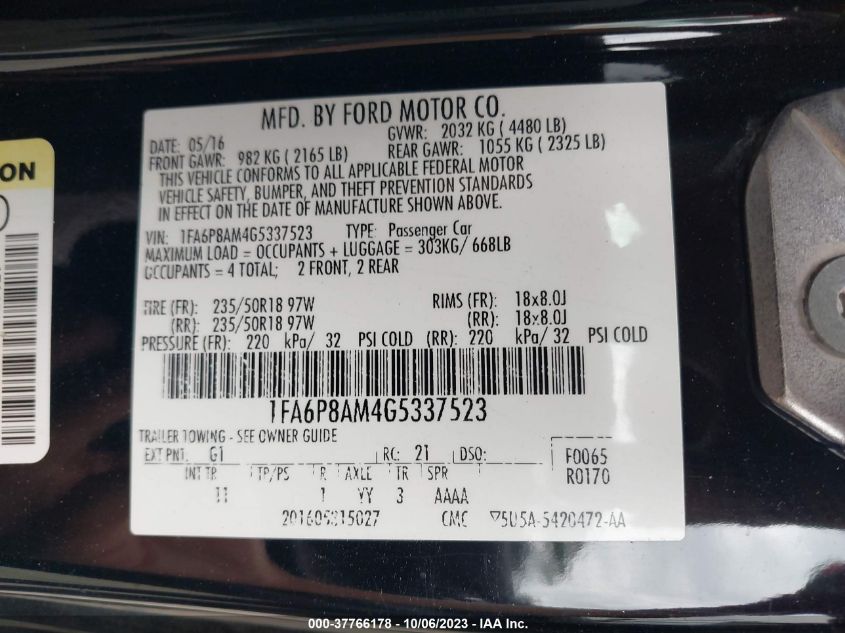 MFD. BY FORD MOTOR CO.
DATE: 05/16 GVWR: 2032 KG ( 4480 LB)
FRONT GAWR: 982 KG ( 2165 LB) REAR GAWR: 1055 KG ( 2325 LB)
THIS VEHICLE CONFORMS TO ALL APPLICABLE FEDERAL MOTOR
VEHICLE SAFETY, BUMPER, AND THEFT PREVENTION STANDARDS
IN EFFECT ON THE DATE OF MANUFACTURE SHOWN ABOVE.
VIN: 1FA6P8AM4G5337523 TYPE: Passenger Car
MAXIMUM LOAD = OCCUPANTS + LUGGAGE = 303KG/ 668LB
OCCUPANTS = 4 TOTAL; 2 FRONT, 2 REAR
TIRE (FR): 235/50R18 97W RIMS (FR): 18x8.0J
(RR): 235/50R18 97W (RR): 18x8.0J
PRESSURE (FR): 220 kPa/ 32 PSI COLD (RR): 220 kPa/ 32 PSI COLD
1FA6P8AM4G5337523
TRAILER TOWING - SEE OWNER GUIDE
EXT PNT: G1 RC: 21 DSO: F0065
R0170
INT TR TP/PS R AXLE TR SPR
11 1 YY 3 AAAA
CMC 5U5A-5420472-AA
ON
000-37766178 - 10/06/2023 - IAA Inc.